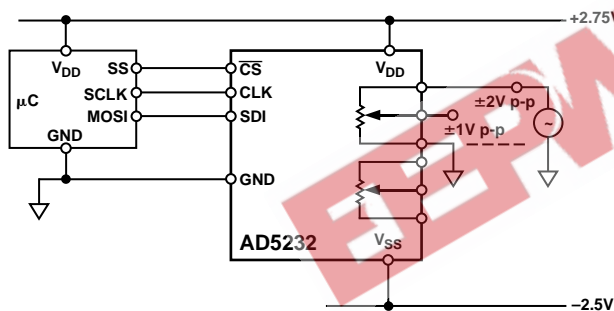 +2.75V
VDD
VDD
μC
SS
SCLK
MOSI
GND
CS
CLK
SDI
GND
±2V p-p
~
±1V p-p
AD5232
VSS
–2.5V
EEPW